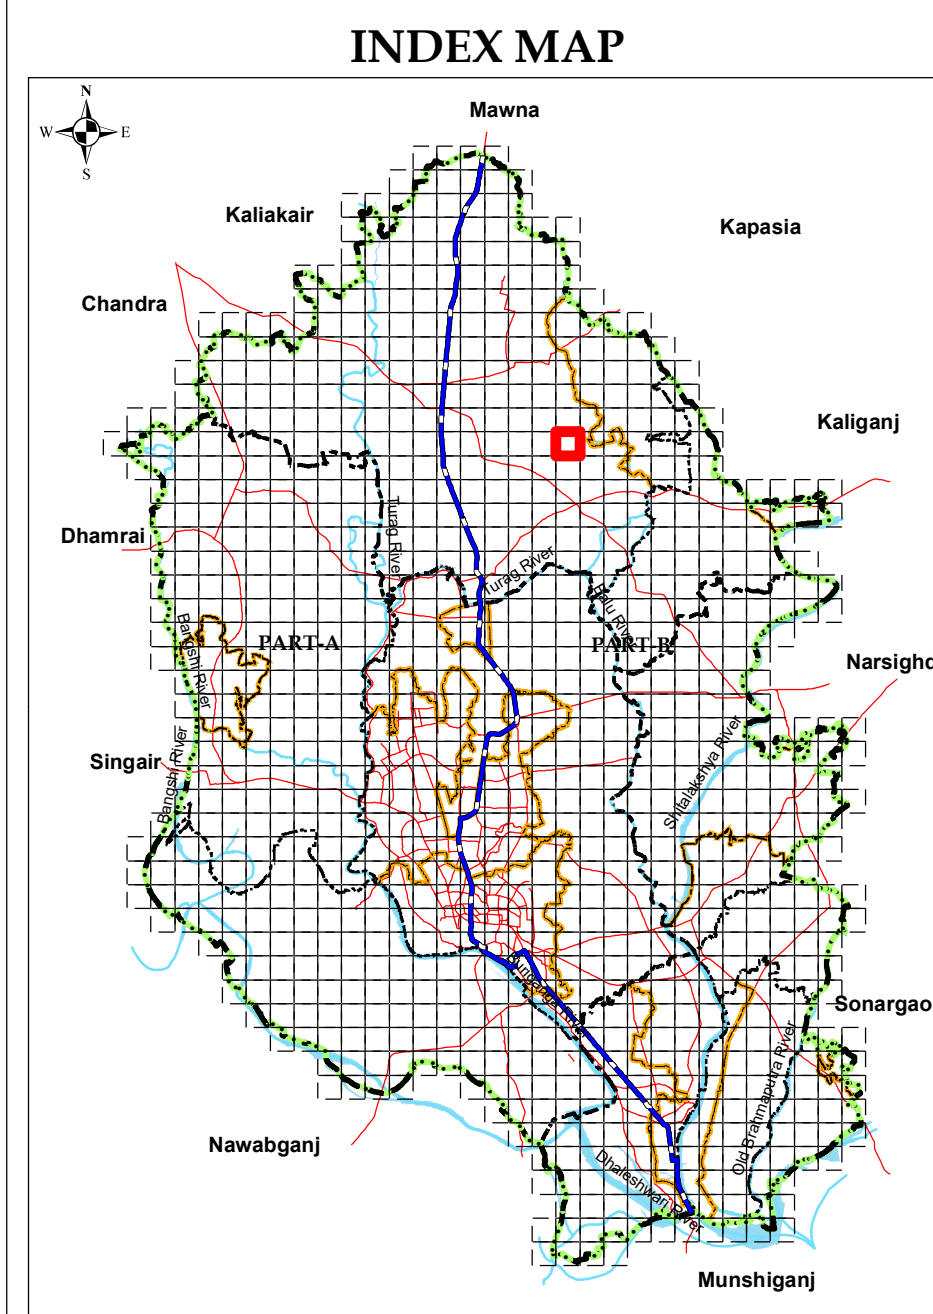 INDEX MAP
N
W
E
S
Mawna
Kaliakair
Kapasia
Chandra
Kaliganj
Dhamrai
Turag River
Turag River
Balu River
Bangshi River
PART-A
PART-B
Narsighd
Shitalakshya River
Singair
Bangshi River
Buriganga River
Sonargao
Old Brahmaputra River
Nawabganj
Dhaleshwari River
Munshiganj